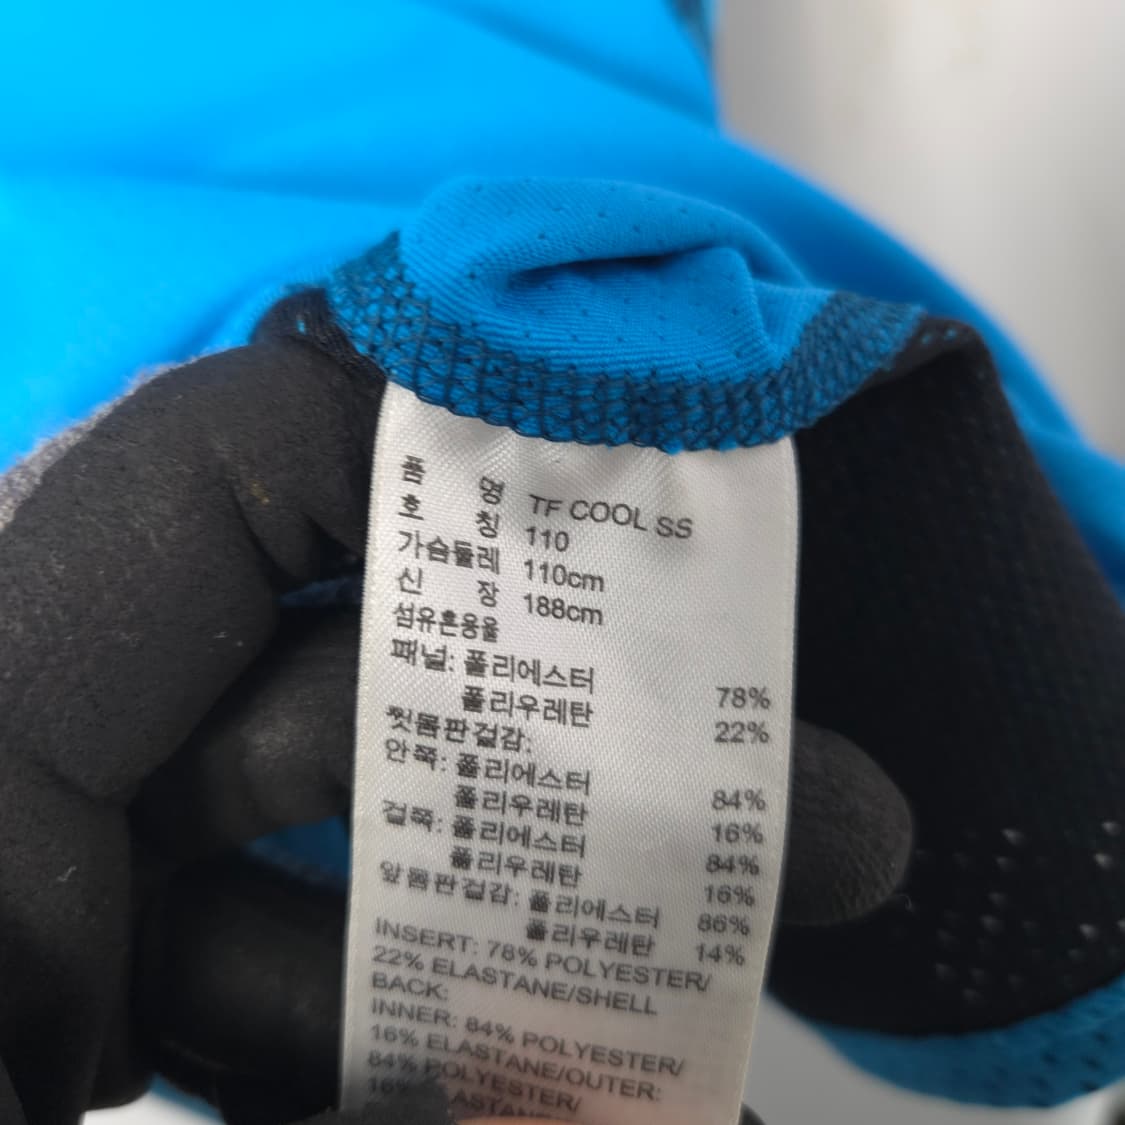 품 명 TF COOL SS
호 칭 110
가슴둘레 110cm
신 장 188cm
섬유혼용율
패널: 폴리에스터 78%
폴리우레탄 22%
뒷몸판겉감:
안쪽: 폴리에스터 84%
폴리우레탄 16%
겉쪽: 폴리에스터 84%
폴리우레탄 16%
앞몸판겉감: 폴리에스터 86%
폴리우레탄 14%
INSERT: 78% POLYESTER/
22% ELASTANE/SHELL
BACK:
INNER: 84% POLYESTER/
16% ELASTANE/OUTER:
84% POLYESTER/
16% ELASTANE/